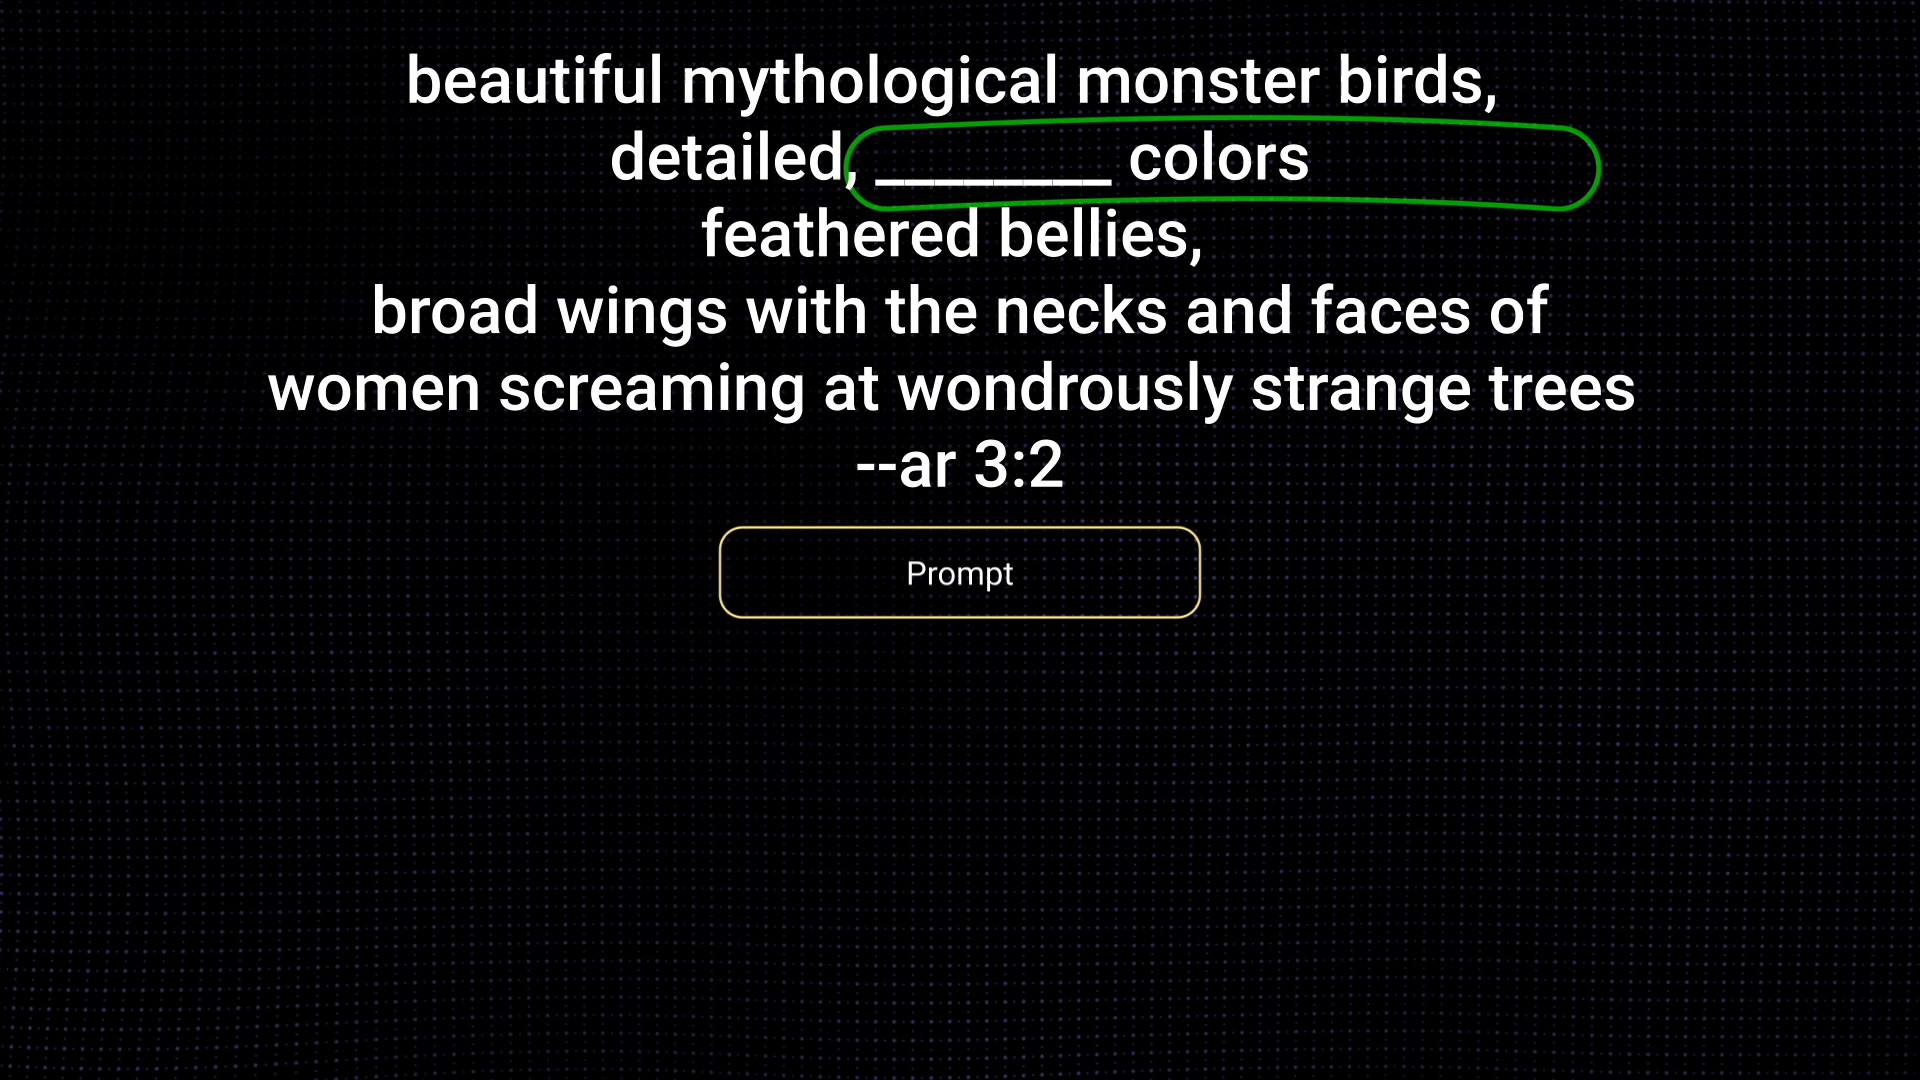 beautiful mythological monster birds,
detailed, ________ colors
feathered bellies,
broad wings with the necks and faces of
women screaming at wondrously strange trees
--ar 3:2
Prompt